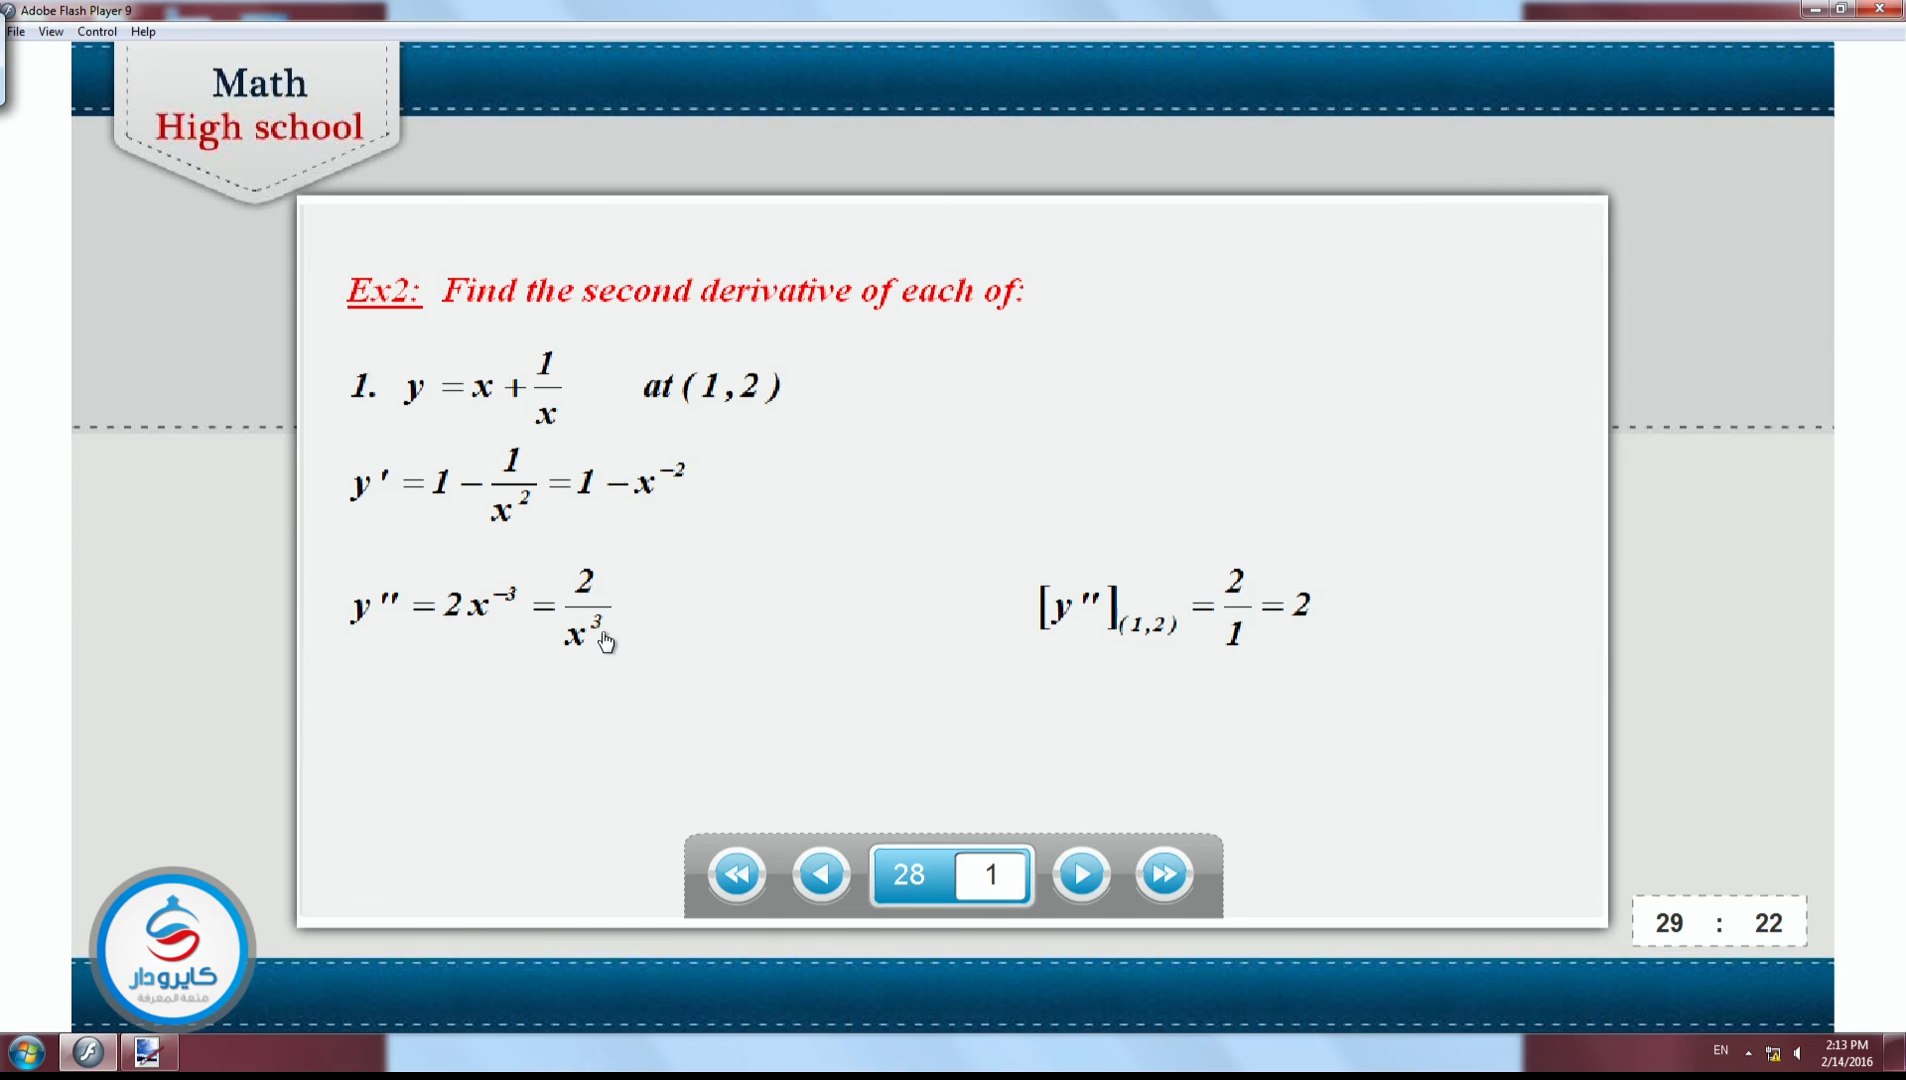 Adobe Flash Player 9
File View Control Help
Math
High school
Ex2: Find the second derivative of each of:
1. y = x + 1/x at ( 1 , 2 )
y ' = 1 − 1/x² = 1 − x⁻²
y '' = 2x⁻³ = 2/x³
[y '']₍₁,₂₎ = 2/1 = 2
28 1
29 : 22
كايرودار
متعة المعرفة
EN
2:13 PM
2/14/2016